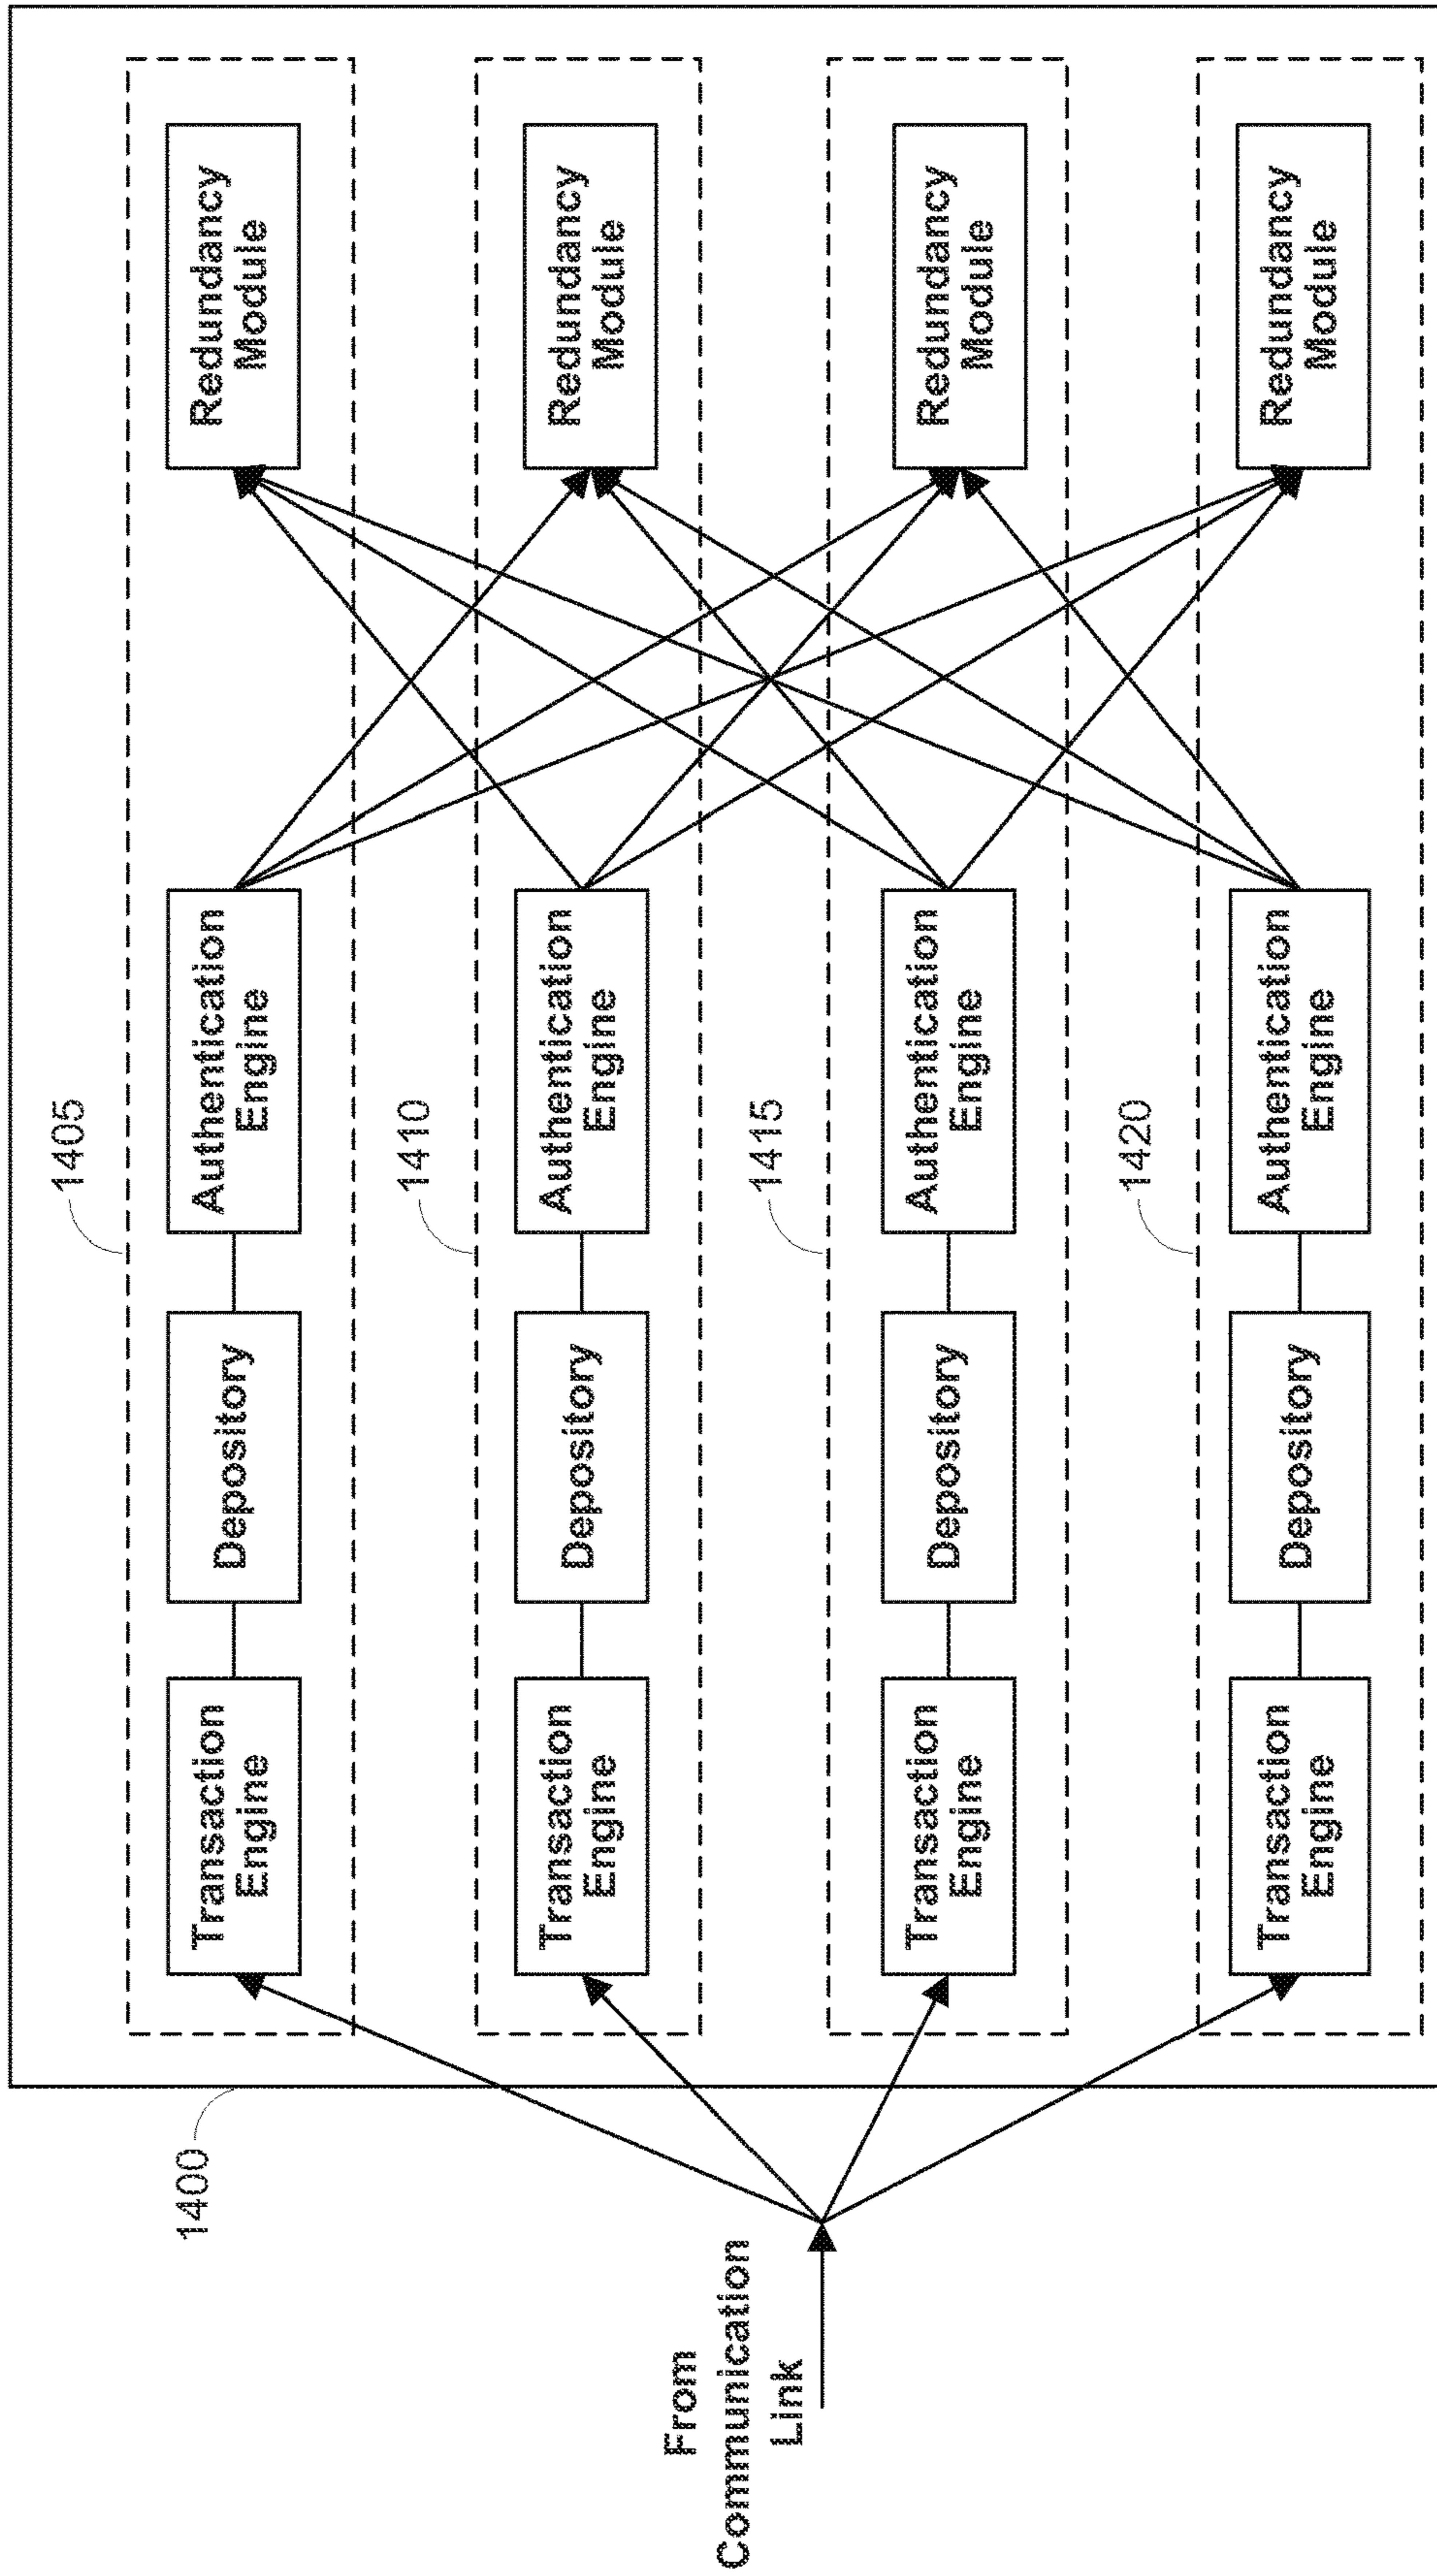 1400
From
Communication
Link
1405
Transaction
Engine
Depository
Authentication
Engine
Redundancy
Module
1410
Transaction
Engine
Depository
Authentication
Engine
Redundancy
Module
1415
Transaction
Engine
Depository
Authentication
Engine
Redundancy
Module
1420
Transaction
Engine
Depository
Authentication
Engine
Redundancy
Module